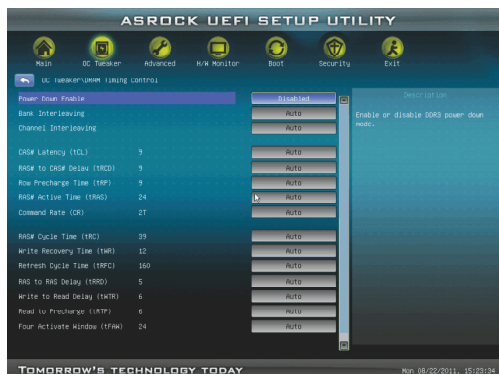 ASROCK UEFI SETUP UTILITY
Main OC Tweaker Advanced H/W Monitor Boot Security Exit
OC Tweaker\DRAM Timing Control
Power Down Enable Disabled
Description
Bank Interleaving Auto
Enable or disable DDR3 power down mode.
Channel Interleaving Auto
CAS# Latency (tCL) 9 Auto
RAS# to CAS# Delay (tRCD) 9 Auto
Row Precharge Time (tRP) 9 Auto
RAS# Active Time (tRAS) 24 Auto
Command Rate (CR) 2T Auto
RAS# Cycle Time (tRC) 39 Auto
Write Recovery Time (tWR) 12 Auto
Refresh Cycle Time (tRFC) 160 Auto
RAS to RAS Delay (tRRD) 5 Auto
Write to Read Delay (tWTR) 6 Auto
Read to Precharge (tRTP) 6 Auto
Four Activate Window (tFAW) 24 Auto
TOMORROW'S TECHNOLOGY TODAY
Mon 08/22/2011, 15:23:34